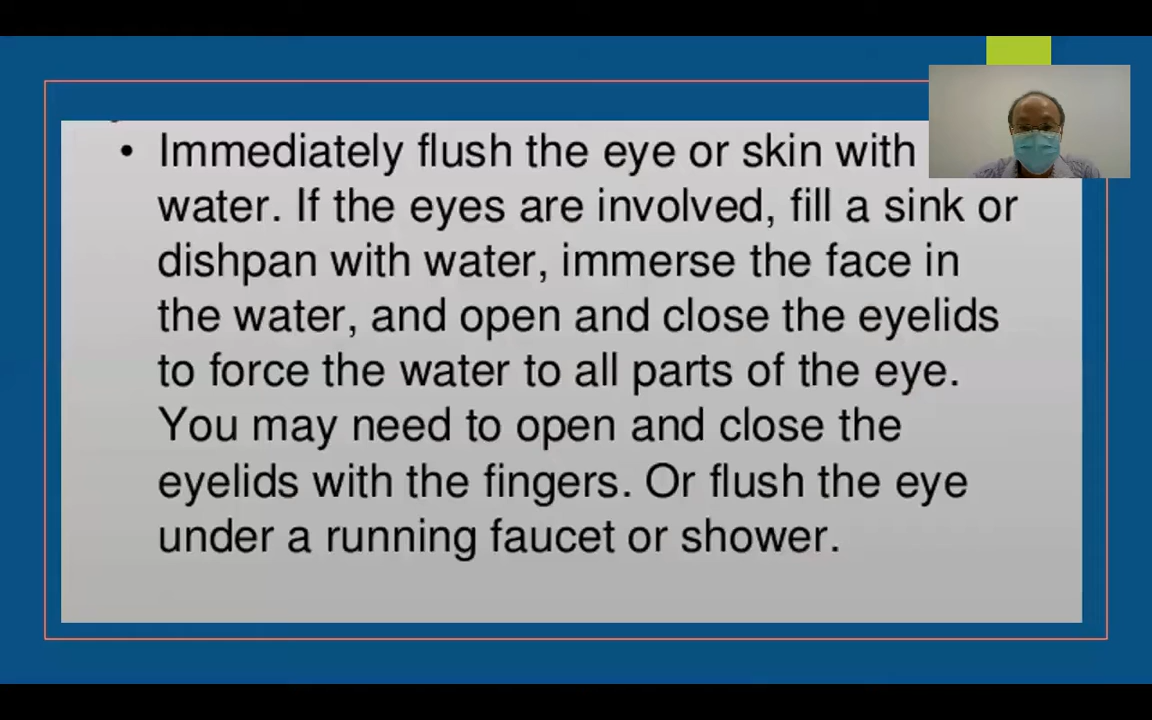 • Immediately flush the eye or skin with
water. If the eyes are involved, fill a sink or
dishpan with water, immerse the face in
the water, and open and close the eyelids
to force the water to all parts of the eye.
You may need to open and close the
eyelids with the fingers. Or flush the eye
under a running faucet or shower.